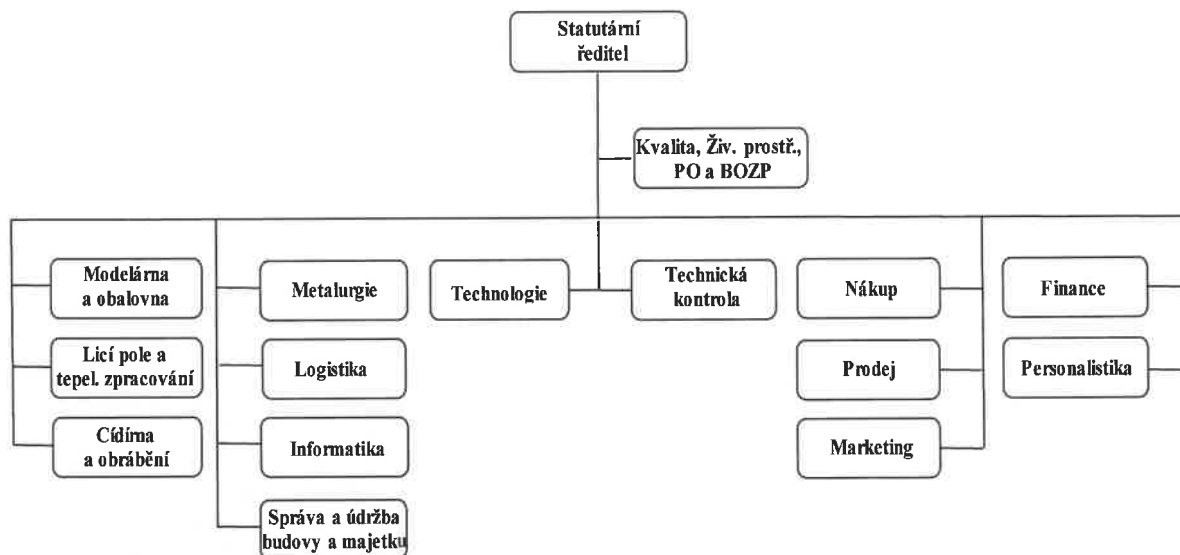 Statutární
ředitel
Kvalita, Živ. prostř.,
PO a BOZP
Modelárna
a obalovna
Metalurgie
Technologie
Technická
kontrola
Nákup
Finance
Licí pole a
tepel. zpracování
Logistika
Prodej
Personalistika
Cídírna
a obrábění
Informatika
Marketing
Správa a údržba
budovy a majetku